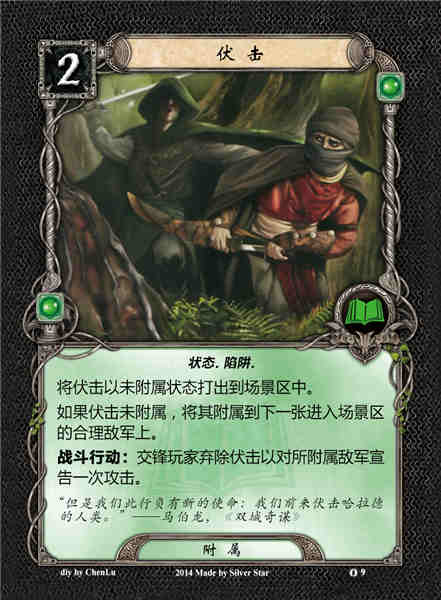 伏击
2
状态. 陷阱.
将伏击以未附属状态打出到场景区中。
如果伏击未附属，将其附属到下一张进入场景区
的合理敌军上。
战斗行动：交锋玩家弃除伏击以对所附属敌军宣
告一次攻击。
“但是我们此行负有新的使命：我们前来伏击哈拉德
的人类。”——马伯龙，《双城奇谋》
附属
diy by ChenLu 2014 Made by Silver Star 9